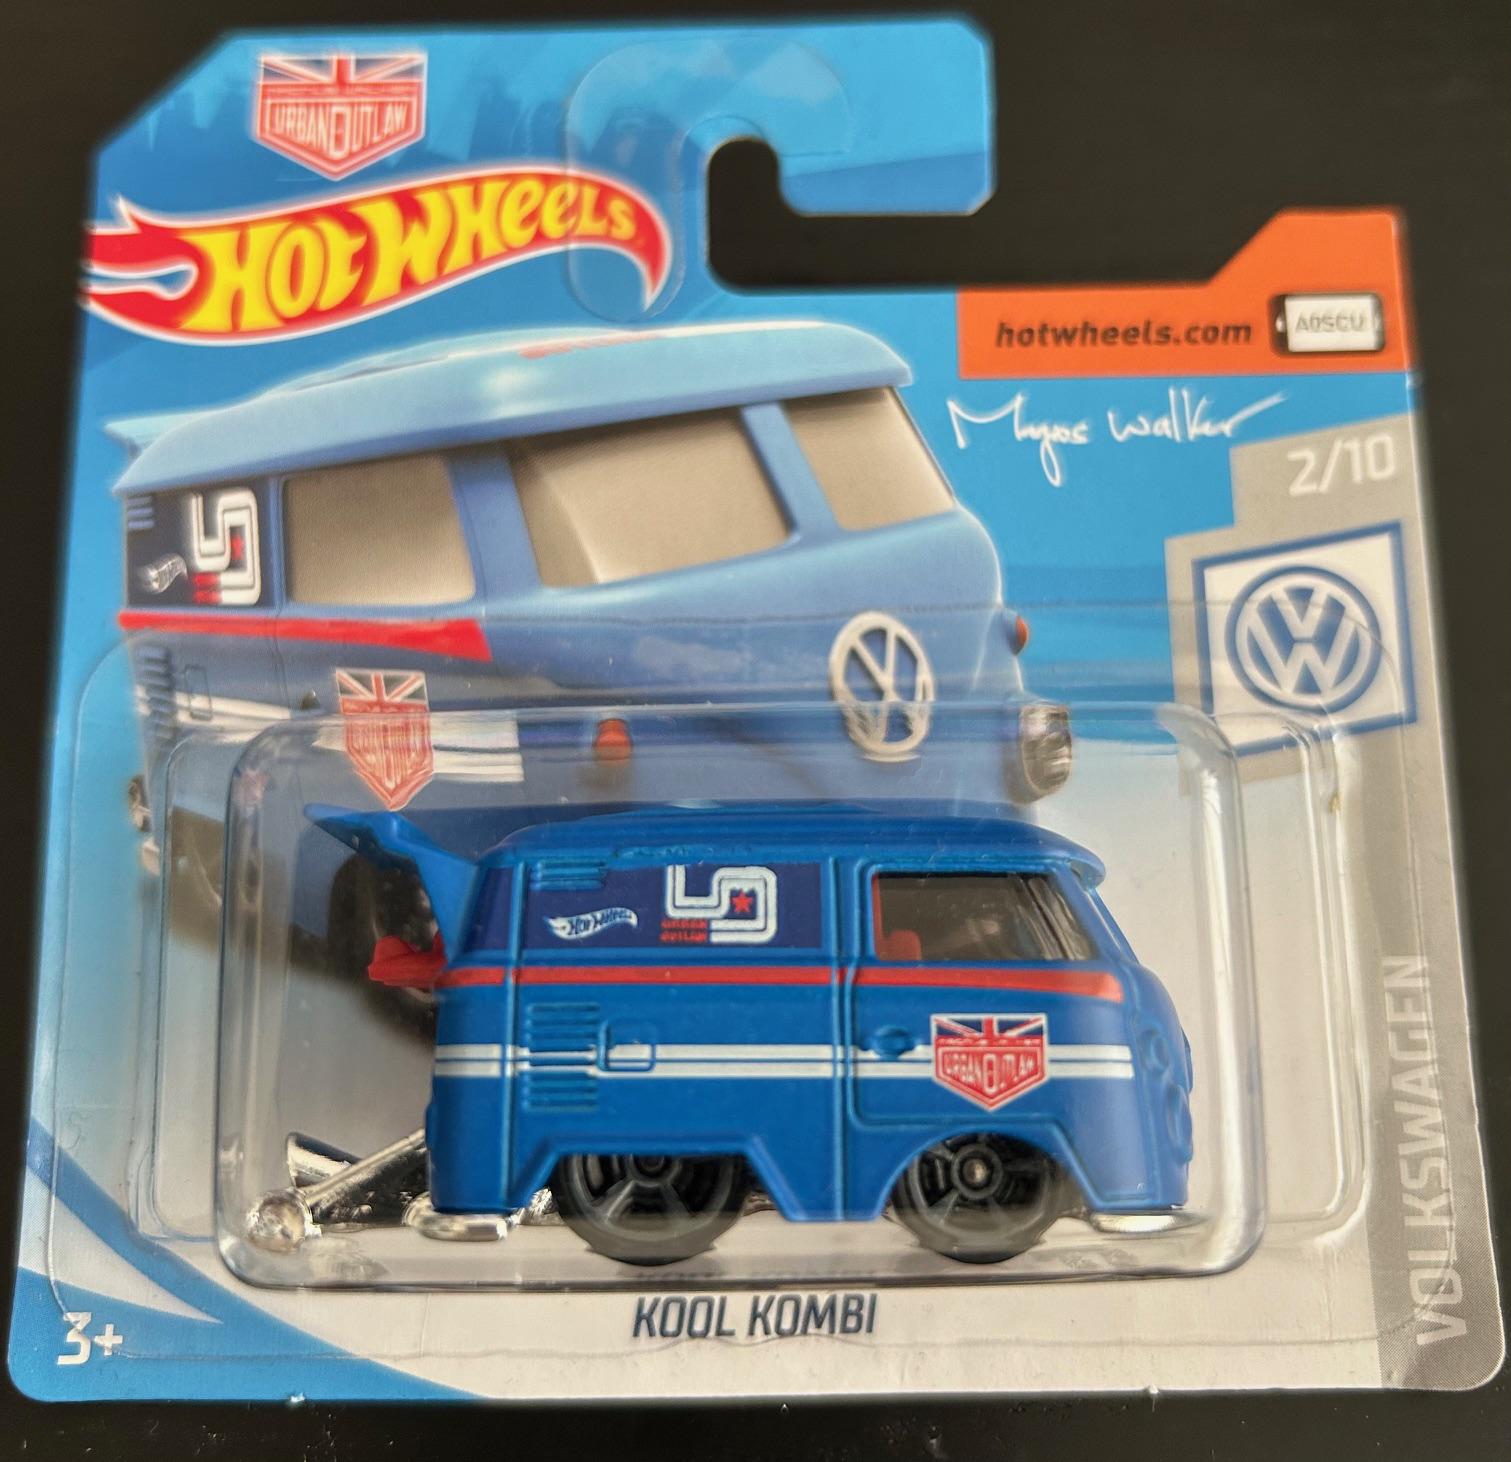 URBAN OUTLAW
HOT WHEELS
hotwheels.com
A0SCU
Magnus Walker
2/10
VW
URBAN OUTLAW
Hot Wheels
URBAN
OUTLAW
URBAN OUTLAW
VOLKSWAGEN
KOOL KOMBI
3+